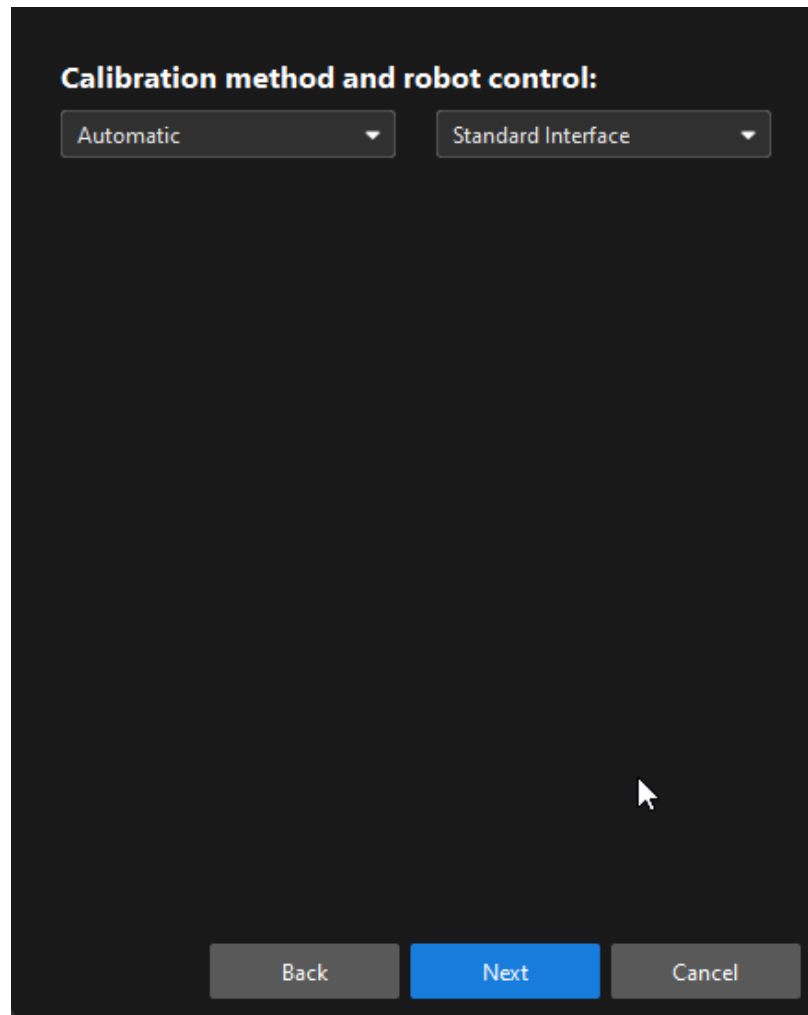 Calibration method and robot control:
Automatic Standard Interface
Back Next Cancel